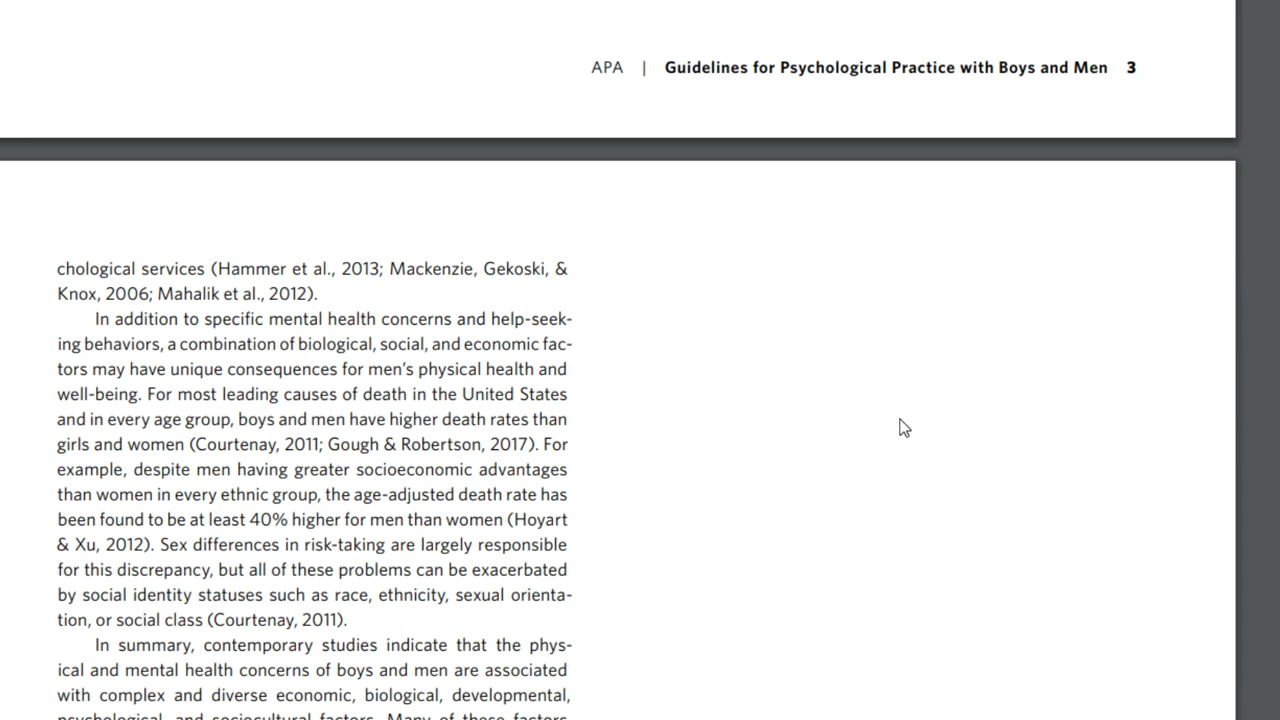 APA | Guidelines for Psychological Practice with Boys and Men 3
chological services (Hammer et al., 2013; Mackenzie, Gekoski, &
Knox, 2006; Mahalik et al., 2012).
In addition to specific mental health concerns and help-seek-
ing behaviors, a combination of biological, social, and economic fac-
tors may have unique consequences for men's physical health and
well-being. For most leading causes of death in the United States
and in every age group, boys and men have higher death rates than
girls and women (Courtenay, 2011; Gough & Robertson, 2017). For
example, despite men having greater socioeconomic advantages
than women in every ethnic group, the age-adjusted death rate has
been found to be at least 40% higher for men than women (Hoyart
& Xu, 2012). Sex differences in risk-taking are largely responsible
for this discrepancy, but all of these problems can be exacerbated
by social identity statuses such as race, ethnicity, sexual orienta-
tion, or social class (Courtenay, 2011).
In summary, contemporary studies indicate that the phys-
ical and mental health concerns of boys and men are associated
with complex and diverse economic, biological, developmental,
psychological, and sociocultural factors. Many of these factors